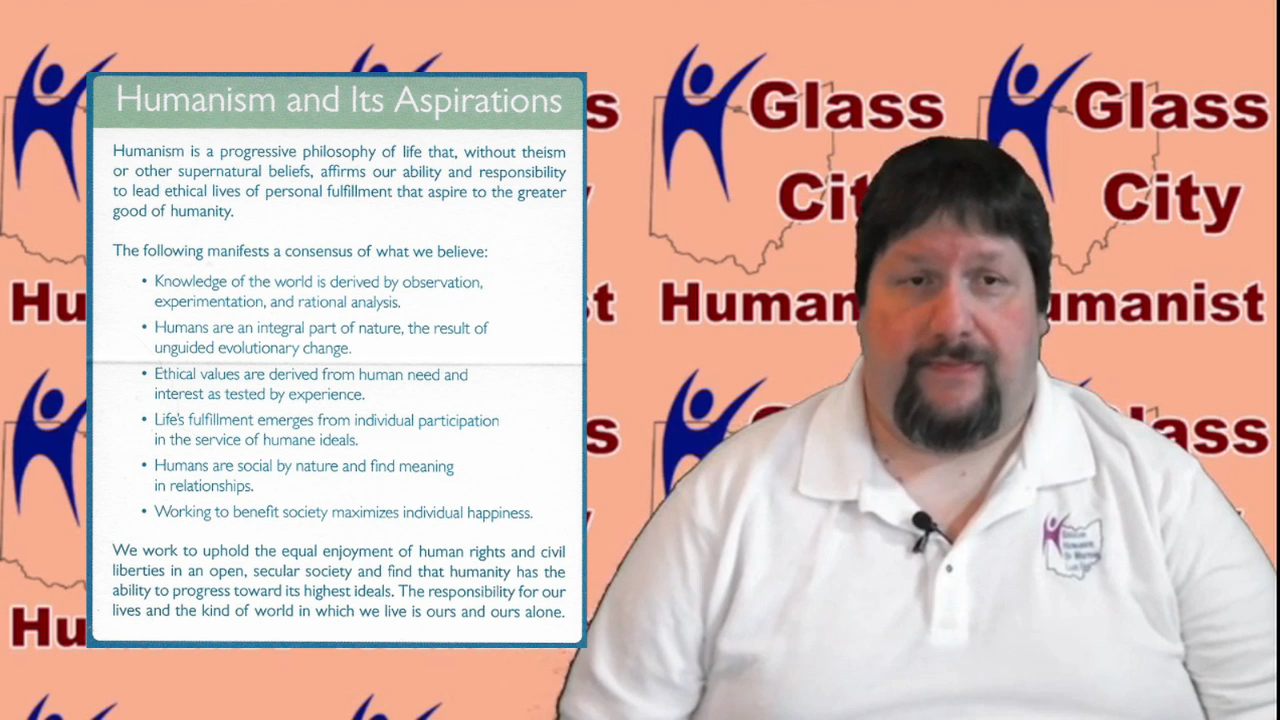 Humanism and Its Aspirations
Humanism is a progressive philosophy of life that, without theism
or other supernatural beliefs, affirms our ability and responsibility
to lead ethical lives of personal fulfillment that aspire to the greater
good of humanity.
The following manifests a consensus of what we believe:
• Knowledge of the world is derived by observation,
experimentation, and rational analysis.
• Humans are an integral part of nature, the result of
unguided evolutionary change.
• Ethical values are derived from human need and
interest as tested by experience.
• Life's fulfillment emerges from individual participation
in the service of humane ideals.
• Humans are social by nature and find meaning
in relationships.
• Working to benefit society maximizes individual happiness.
We work to uphold the equal enjoyment of human rights and civil
liberties in an open, secular society and find that humanity has the
ability to progress toward its highest ideals. The responsibility for our
lives and the kind of world in which we live is ours and ours alone.
Glass
City
Humanist
Glass
City
Humanist